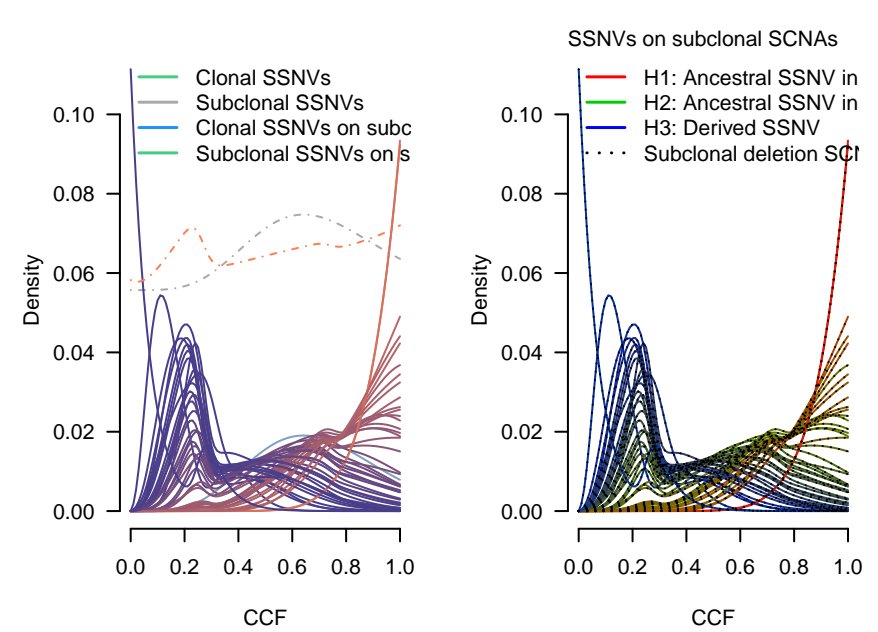 SSNVs on subclonal SCNAs
Clonal SSNVs
Subclonal SSNVs
Clonal SSNVs on subc
Subclonal SSNVs on s
Density
0.10
0.08
0.06
0.04
0.02
0.00
0.0 0.2 0.4 0.6 0.8 1.0
CCF
H1: Ancestral SSNV in
H2: Ancestral SSNV in
H3: Derived SSNV
Subclonal deletion SCN
Density
0.10
0.08
0.06
0.04
0.02
0.00
0.0 0.2 0.4 0.6 0.8 1.0
CCF